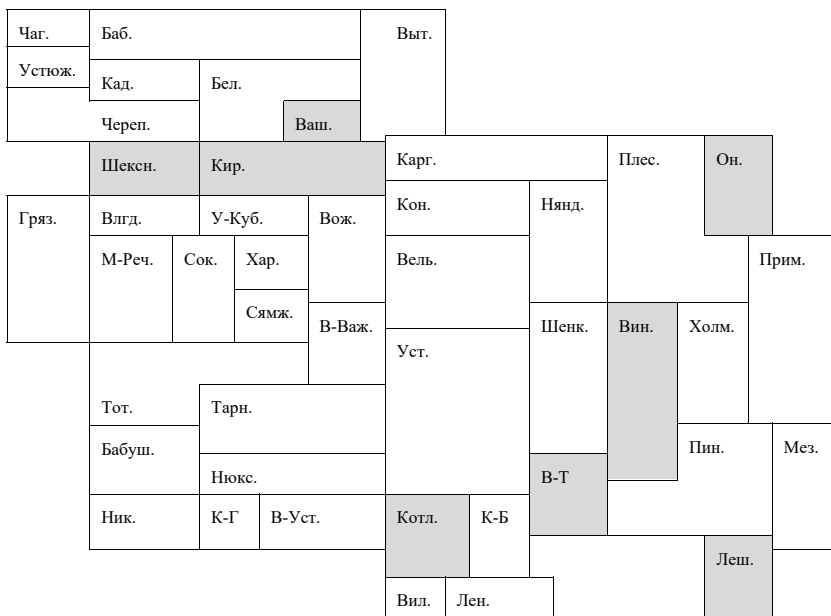 Чаг. Баб. Выт.
Устюж.
Кад. Бел.
Череп. Ваш.
Шексн. Кир. Карг. Плес. Он.
Гряз. Влгд. У-Куб. Вож. Кон. Нянд.
М-Реч. Сок. Хар. Вель. Прим.
Сямж. В-Важ. Шенк. Вин. Холм.
Уст.
Тот. Тарн.
Бабуш. Пин. Мез.
Нюкс. В-Т
Ник. К-Г В-Уст. Котл. К-Б
Леш.
Вил. Лен.